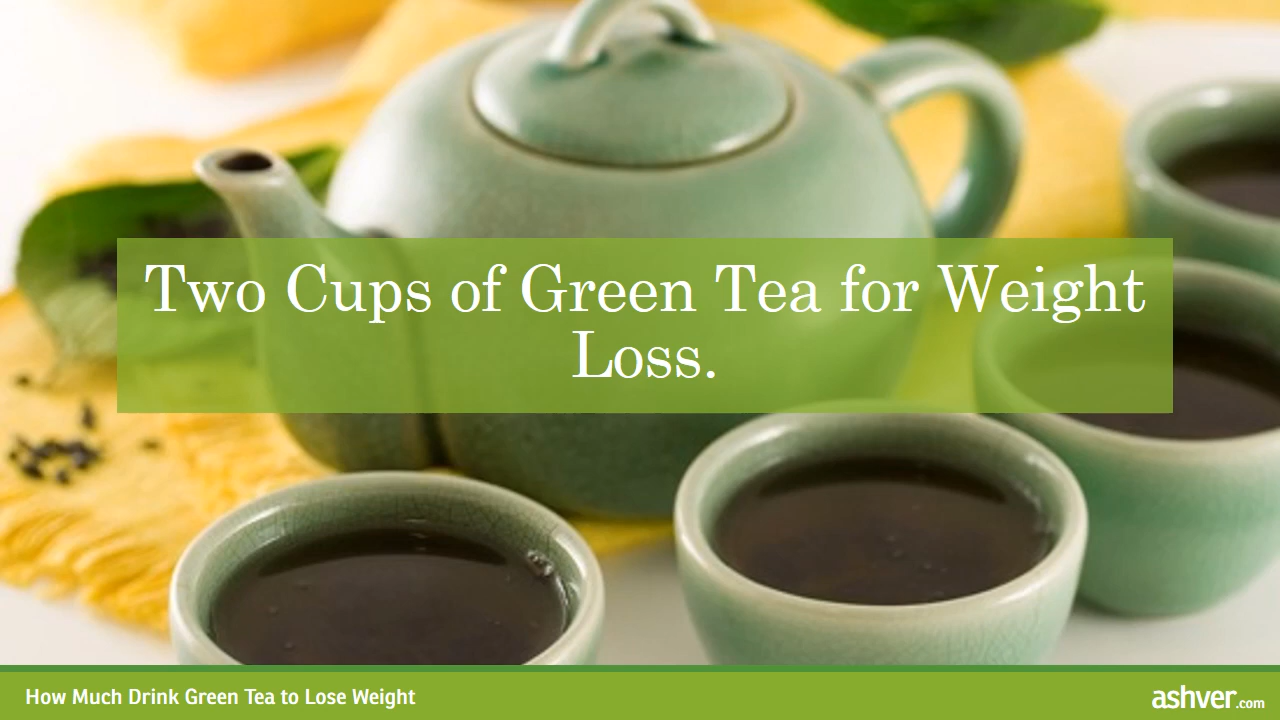 Two Cups of Green Tea for Weight
Loss.
How Much Drink Green Tea to Lose Weight
ashver.com